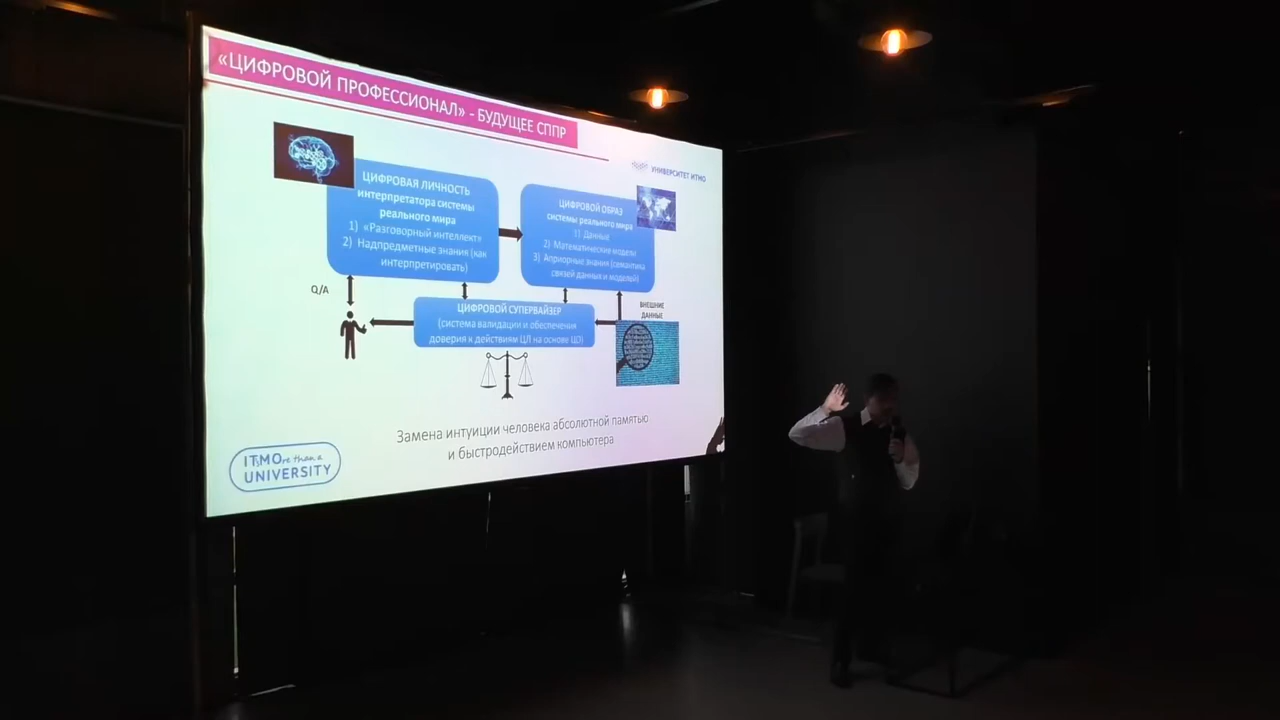 «ЦИФРОВОЙ ПРОФЕССИОНАЛ» - БУДУЩЕЕ СППР
УНИВЕРСИТЕТ ИТМО
ЦИФРОВАЯ ЛИЧНОСТЬ
интерпретатора системы
реального мира
1) «Разговорный интеллект»
2) Надпредметные знания (как
интерпретировать)
ЦИФРОВОЙ ОБРАЗ
системы реального мира
1) Данные
2) Математические модели
3) Априорные знания (семантика
связей данных и моделей)
Q/A
ЦИФРОВОЙ СУПЕРВАЙЗЕР
(система валидации и обеспечения
доверия к действиям ЦЛ на основе ЦО)
ВНЕШНИЕ
ДАННЫЕ
Замена интуиции человека абсолютной памятью
и быстродействием компьютера
ITsMOre than a
UNIVERSITY